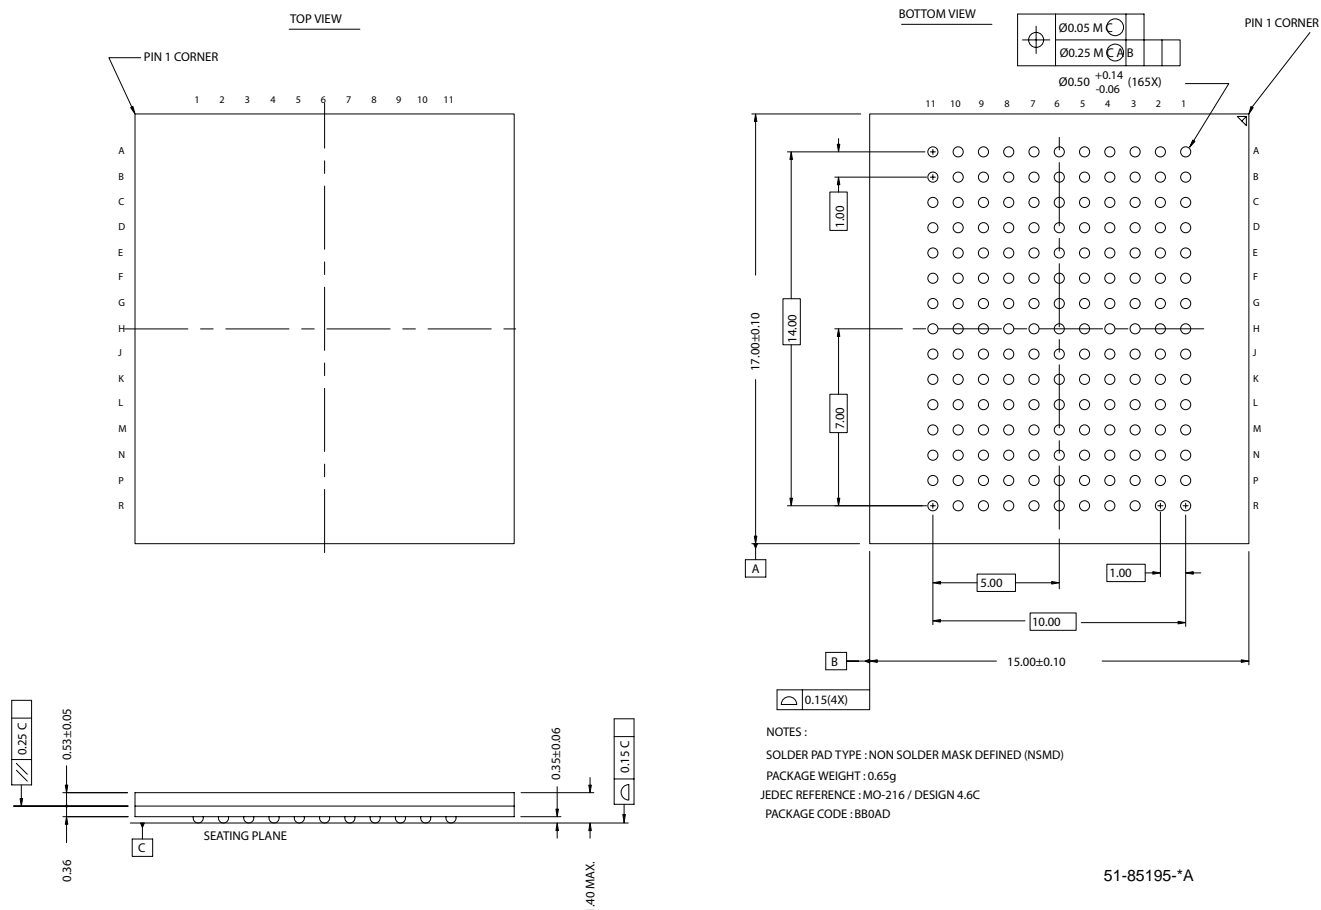 TOP VIEW
PIN 1 CORNER
1 2 3 4 5 6 7 8 9 10 11
A
B
C
D
E
F
G
H
J
K
L
M
N
P
R
BOTTOM VIEW
PIN 1 CORNER
Ø0.05 M C
Ø0.25 M C A B
Ø0.50 +0.14 -0.06 (165X)
11 10 9 8 7 6 5 4 3 2 1
A
B
C
D
E
F
G
H
J
K
L
M
N
P
R
1.00
14.00
17.00±0.10
7.00
A
5.00
1.00
10.00
B
15.00±0.10
0.15(4X)
0.25 C
0.53±0.05
0.35±0.06
0.15 C
SEATING PLANE
C
0.36
.40 MAX.
NOTES :
SOLDER PAD TYPE : NON SOLDER MASK DEFINED (NSMD)
PACKAGE WEIGHT : 0.65g
JEDEC REFERENCE : MO-216 / DESIGN 4.6C
PACKAGE CODE : BB0AD
51-85195-*A